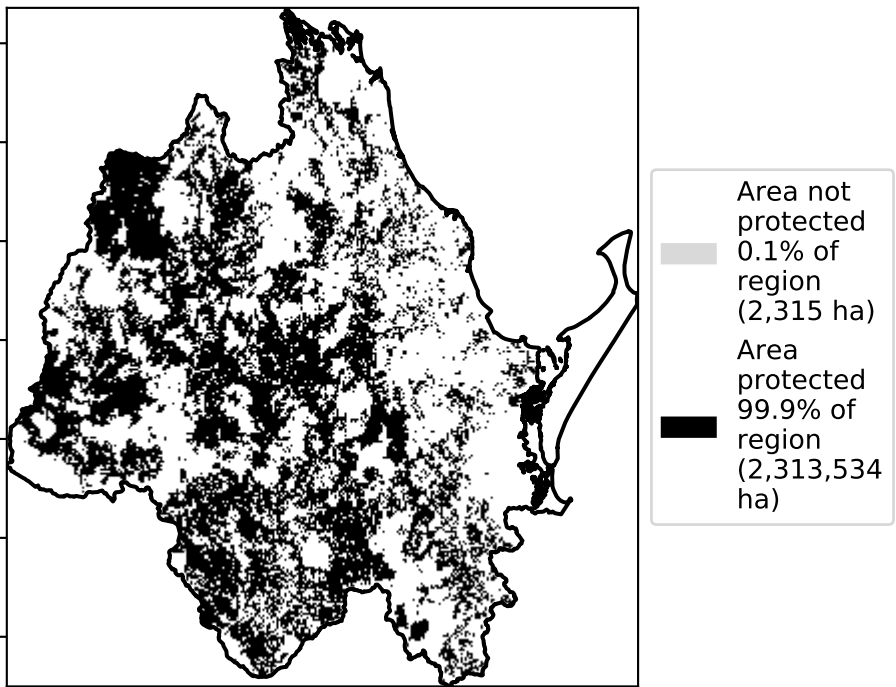 Area not
protected
0.1% of
region
(2,315 ha)
Area
protected
99.9% of
region
(2,313,534
ha)